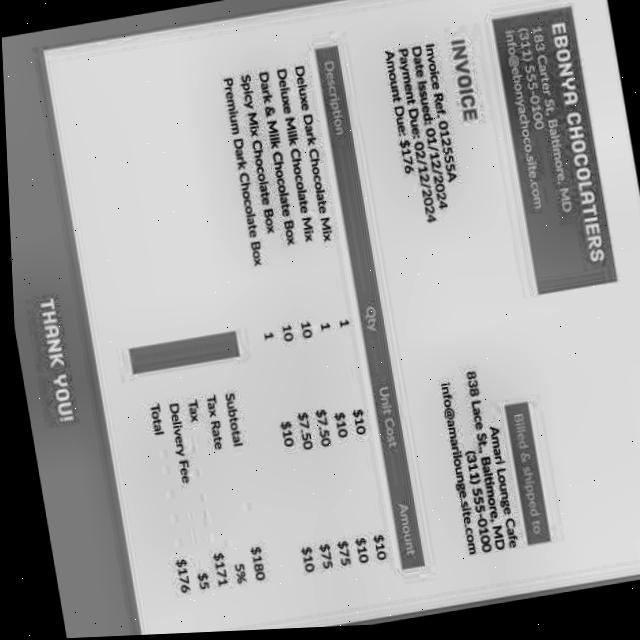 EBONYA CHOCOLATIERS
183 Carter St., Baltimore, MD
(311) 555-0100
info@ebonyachoco.site.com
INVOICE
Invoice Ref. 012555A
Date Issued: 01/12/2024
Payment Due: 02/12/2024
Amount Due: $176
Billed & shipped to
Amari Lounge Cafe
838 Lace St., Baltimore, MD
(311) 555-0100
info@amarilounge.site.com
Description Qty Unit Cost Amount
Deluxe Dark Chocolate Mix 1 $10 $10
Deluxe Milk Chocolate Mix 1 $10 $10
Dark & Milk Chocolate Box 10 $7.50 $75
Spicy Mix Chocolate Box 10 $7.50 $75
Premium Dark Chocolate Box 1 $10 $10
Subtotal $180
Tax Rate 5%
Tax $171
Delivery Fee $5
Total $176
THANK YOU!